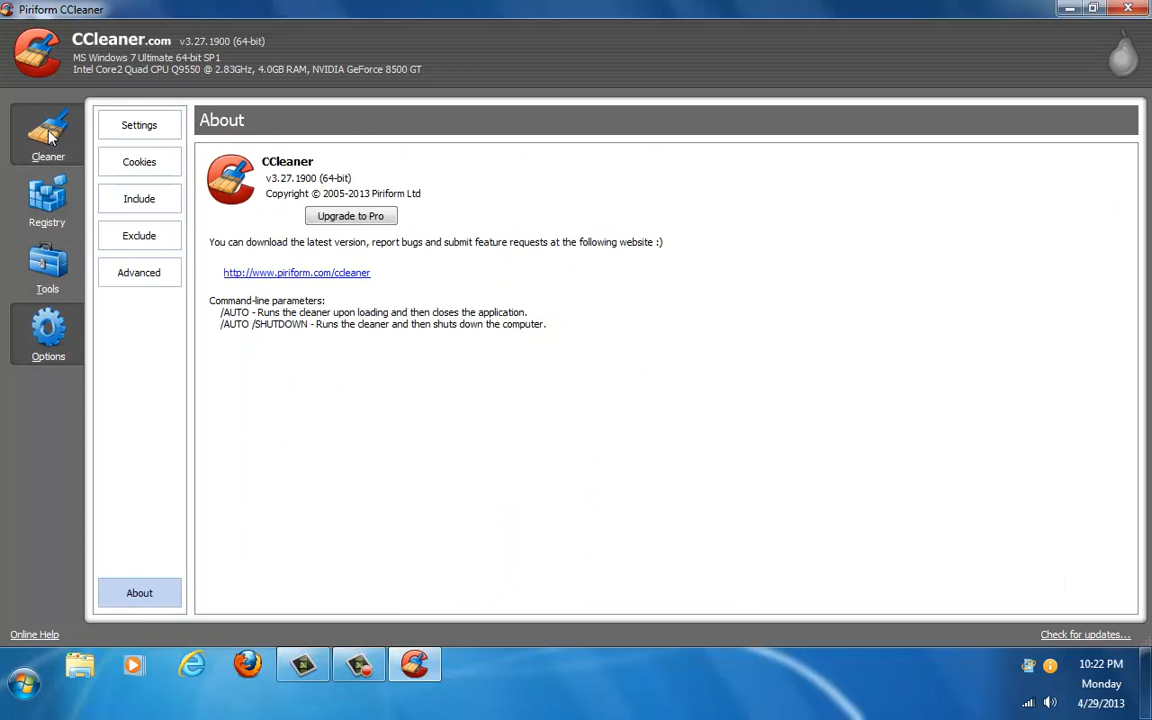 Piriform CCleaner
CCleaner.com v3.27.1900 (64-bit)
MS Windows 7 Ultimate 64-bit SP1
Intel Core2 Quad CPU Q9550 @ 2.83GHz, 4.0GB RAM, NVIDIA GeForce 8500 GT
Cleaner
Registry
Tools
Options
Settings
Cookies
Include
Exclude
Advanced
About
About
CCleaner
v3.27.1900 (64-bit)
Copyright © 2005-2013 Piriform Ltd
Upgrade to Pro
You can download the latest version, report bugs and submit feature requests at the following website :)
http://www.piriform.com/ccleaner
Command-line parameters:
/AUTO - Runs the cleaner upon loading and then closes the application.
/AUTO /SHUTDOWN - Runs the cleaner and then shuts down the computer.
Online Help
Check for updates...
10:22 PM
Monday
4/29/2013